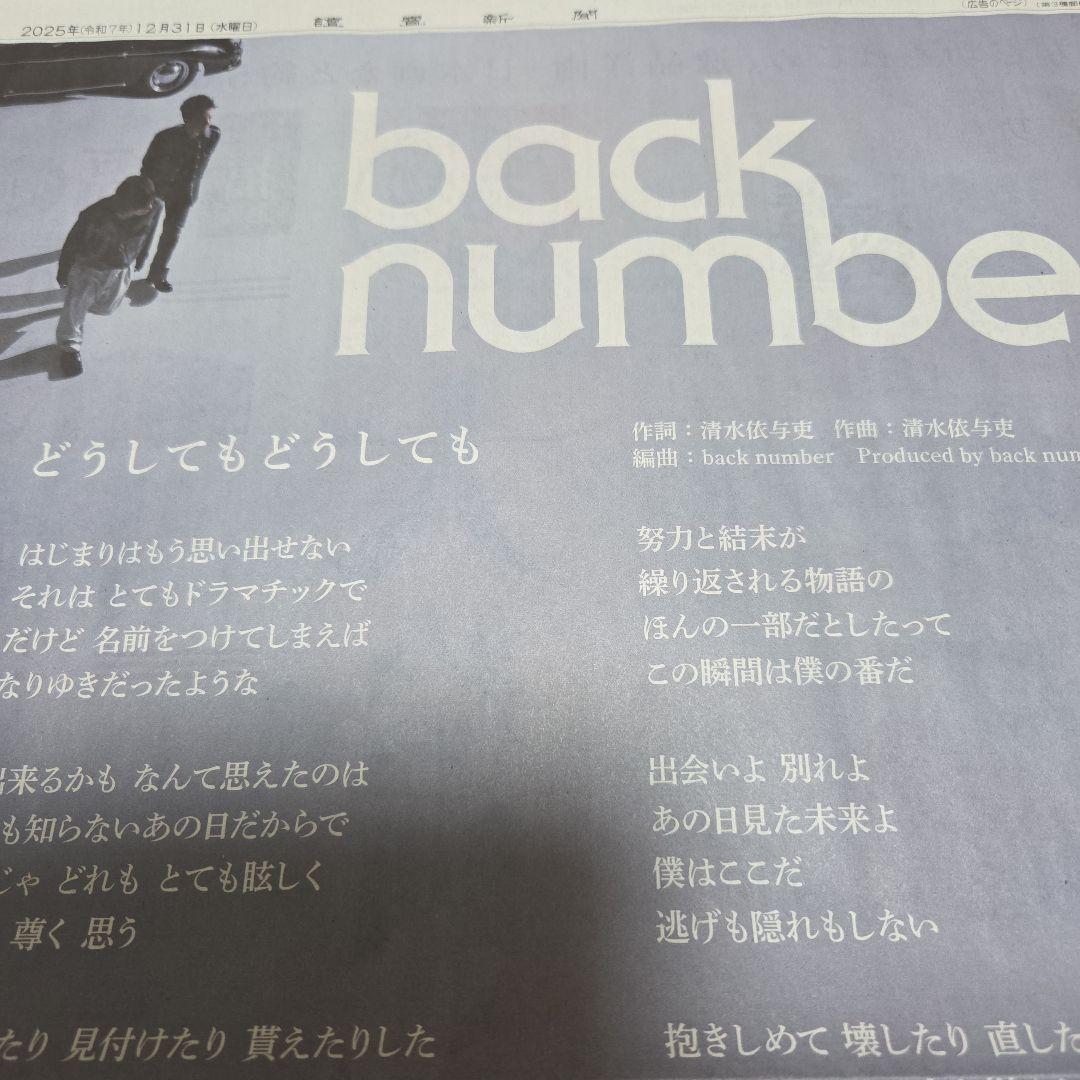 2025年(令和7年)12月31日(水曜日)
讀賣新聞
(広告のページ)
back
numbe
どうしてもどうしても
作詞：清水依与吏 作曲：清水依与吏
編曲：back number Produced by back num
はじまりはもう思い出せない
それは とてもドラマチックで
だけど 名前をつけてしまえば
なりゆきだったような
出来るかも なんて思えたのは
も知らないあの日だからで
じゃ どれも とても眩しく
尊く 思う
たり 見付けたり 貰えたりした
努力と結末が
繰り返される物語の
ほんの一部だとしたって
この瞬間は僕の番だ
出会いよ 別れよ
あの日見た未来よ
僕はここだ
逃げも隠れもしない
抱きしめて 壊したり 直した